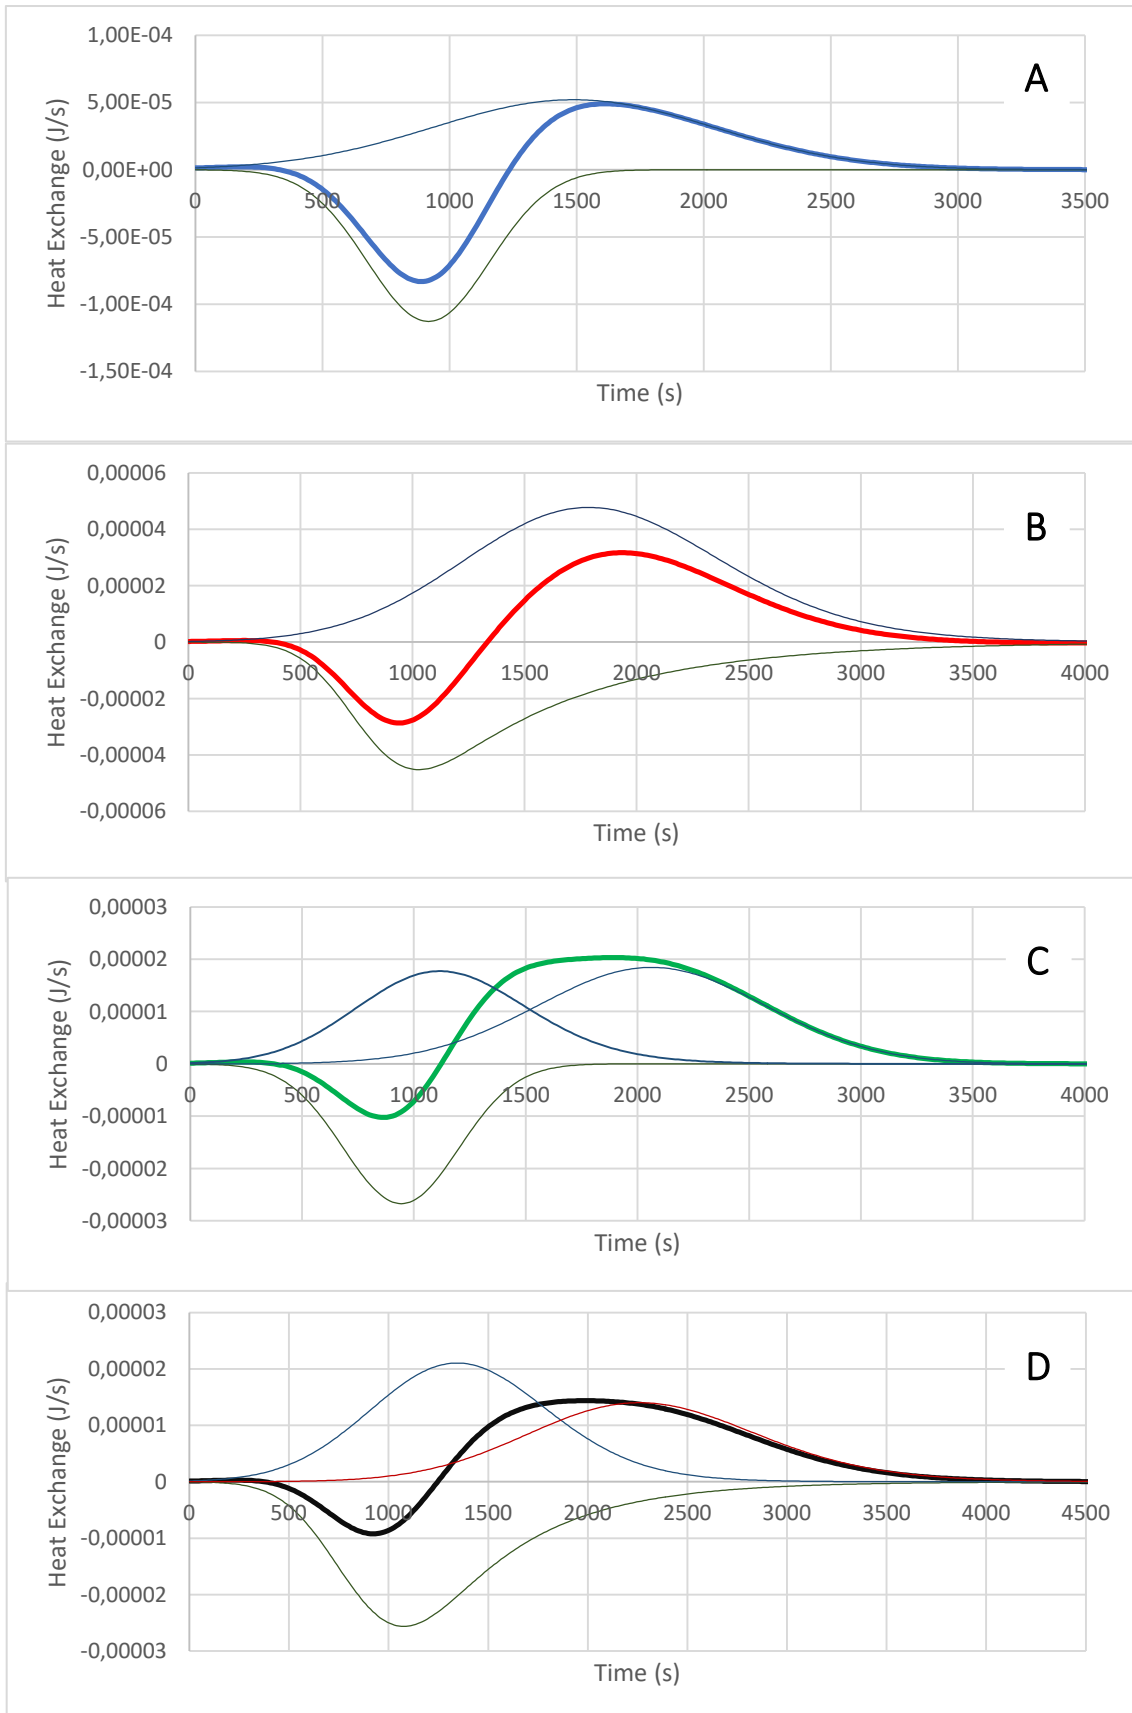 A
Heat Exchange (J/s)
1,00E-04
5,00E-05
0,00E+00
-5,00E-05
-1,00E-04
-1,50E-04
0 500 1000 1500 2000 2500 3000 3500
Time (s)
B
Heat Exchange (J/s)
0,00006
0,00004
0,00002
0
-0,00002
-0,00004
-0,00006
0 500 1000 1500 2000 2500 3000 3500 4000
Time (s)
C
Heat Exchange (J/s)
0,00003
0,00002
0,00001
0
-0,00001
-0,00002
-0,00003
0 500 1000 1500 2000 2500 3000 3500 4000
Time (s)
D
Heat Exchange (J/s)
0,00003
0,00002
0,00001
0
-0,00001
-0,00002
-0,00003
0 500 1000 1500 2000 2500 3000 3500 4000 4500
Time (s)